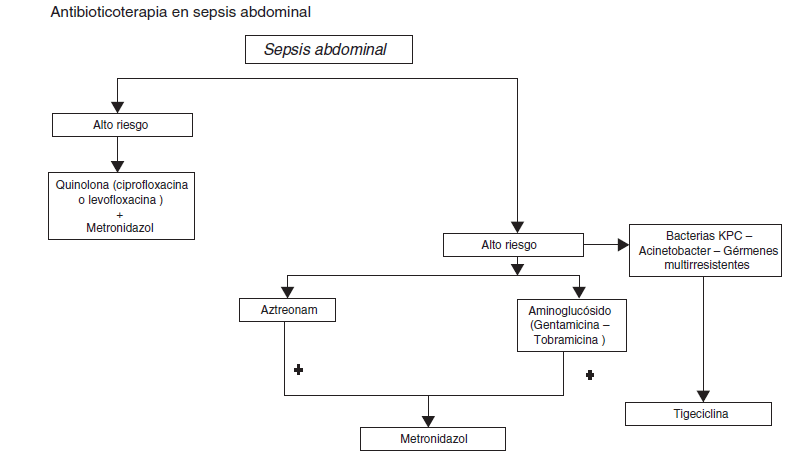 Antibioticoterapia en sepsis abdominal
Sepsis abdominal
Alto riesgo
Quinolona (ciprofloxacina
o levofloxacina )
+
Metronidazol
Alto riesgo
Bacterias KPC –
Acinetobacter – Gérmenes
multirresistentes
Aztreonam
Aminoglucósido
(Gentamicina –
Tobramicina )
+
+
Metronidazol
Tigeciclina